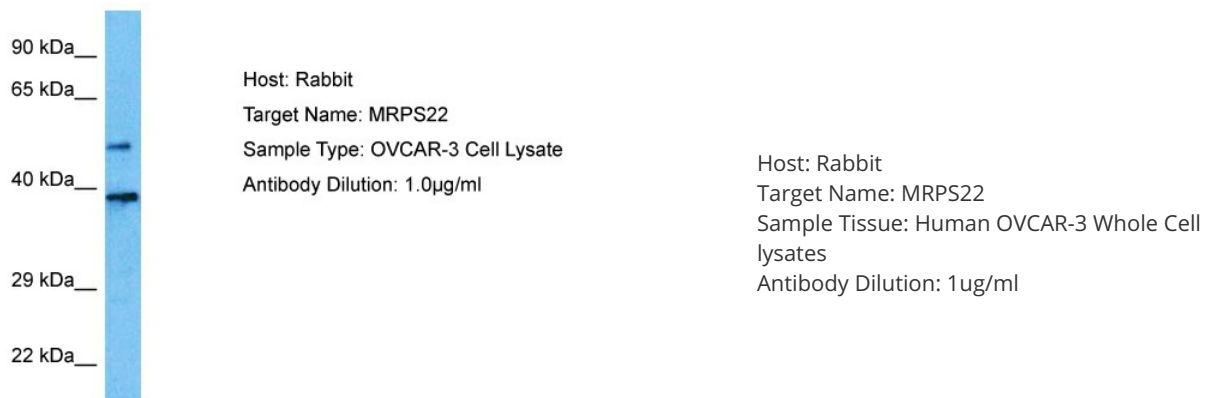 90 kDa__
65 kDa__
40 kDa__
29 kDa__
22 kDa__
Host: Rabbit
Target Name: MRPS22
Sample Type: OVCAR-3 Cell Lysate
Antibody Dilution: 1.0µg/ml
Host: Rabbit
Target Name: MRPS22
Sample Tissue: Human OVCAR-3 Whole Cell
lysates
Antibody Dilution: 1ug/ml